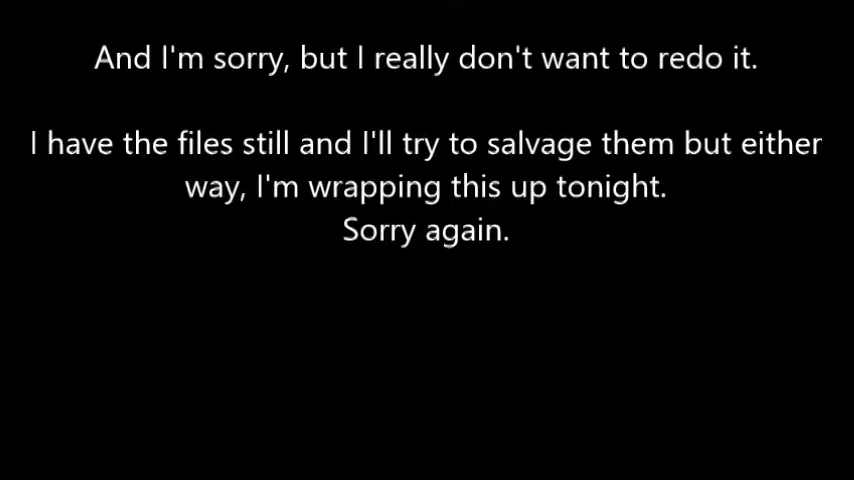 And I'm sorry, but I really don't want to redo it.
I have the files still and I'll try to salvage them but either
way, I'm wrapping this up tonight.
Sorry again.